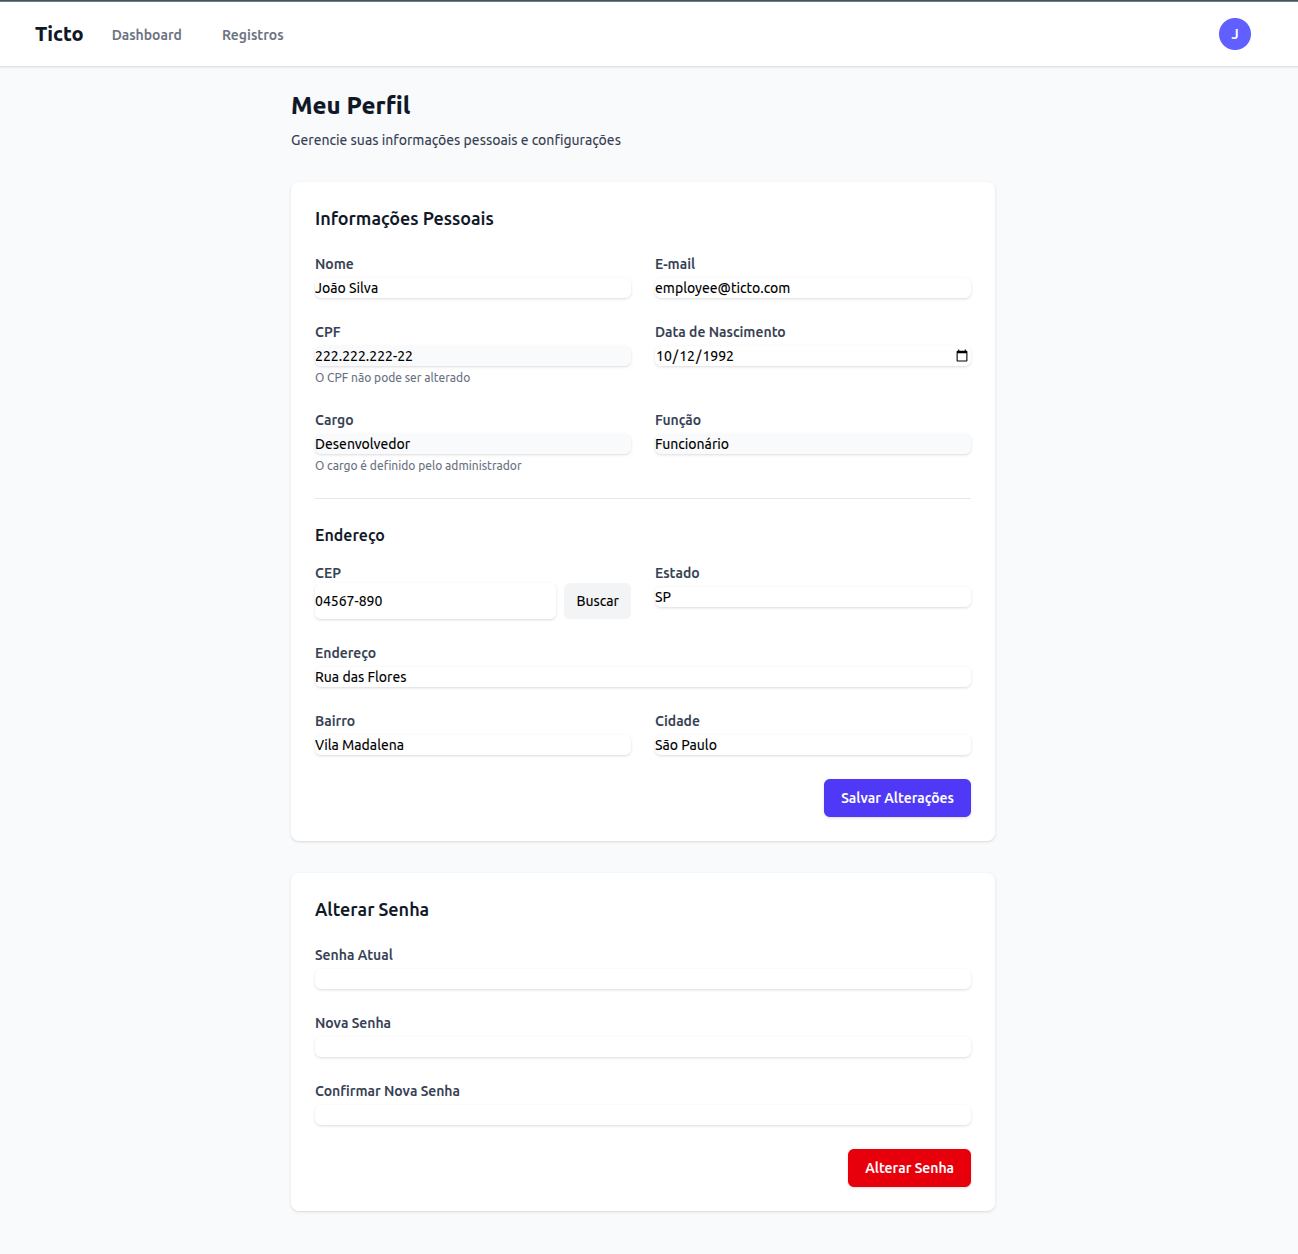 Ticto Dashboard Registros J
Meu Perfil
Gerencie suas informações pessoais e configurações
Informações Pessoais
Nome E-mail
João Silva employee@ticto.com
CPF Data de Nascimento
222.222.222-22 10/12/1992
O CPF não pode ser alterado
Cargo Função
Desenvolvedor Funcionário
O cargo é definido pelo administrador
Endereço
CEP Estado
04567-890 Buscar SP
Endereço
Rua das Flores
Bairro Cidade
Vila Madalena São Paulo
Salvar Alterações
Alterar Senha
Senha Atual
Nova Senha
Confirmar Nova Senha
Alterar Senha